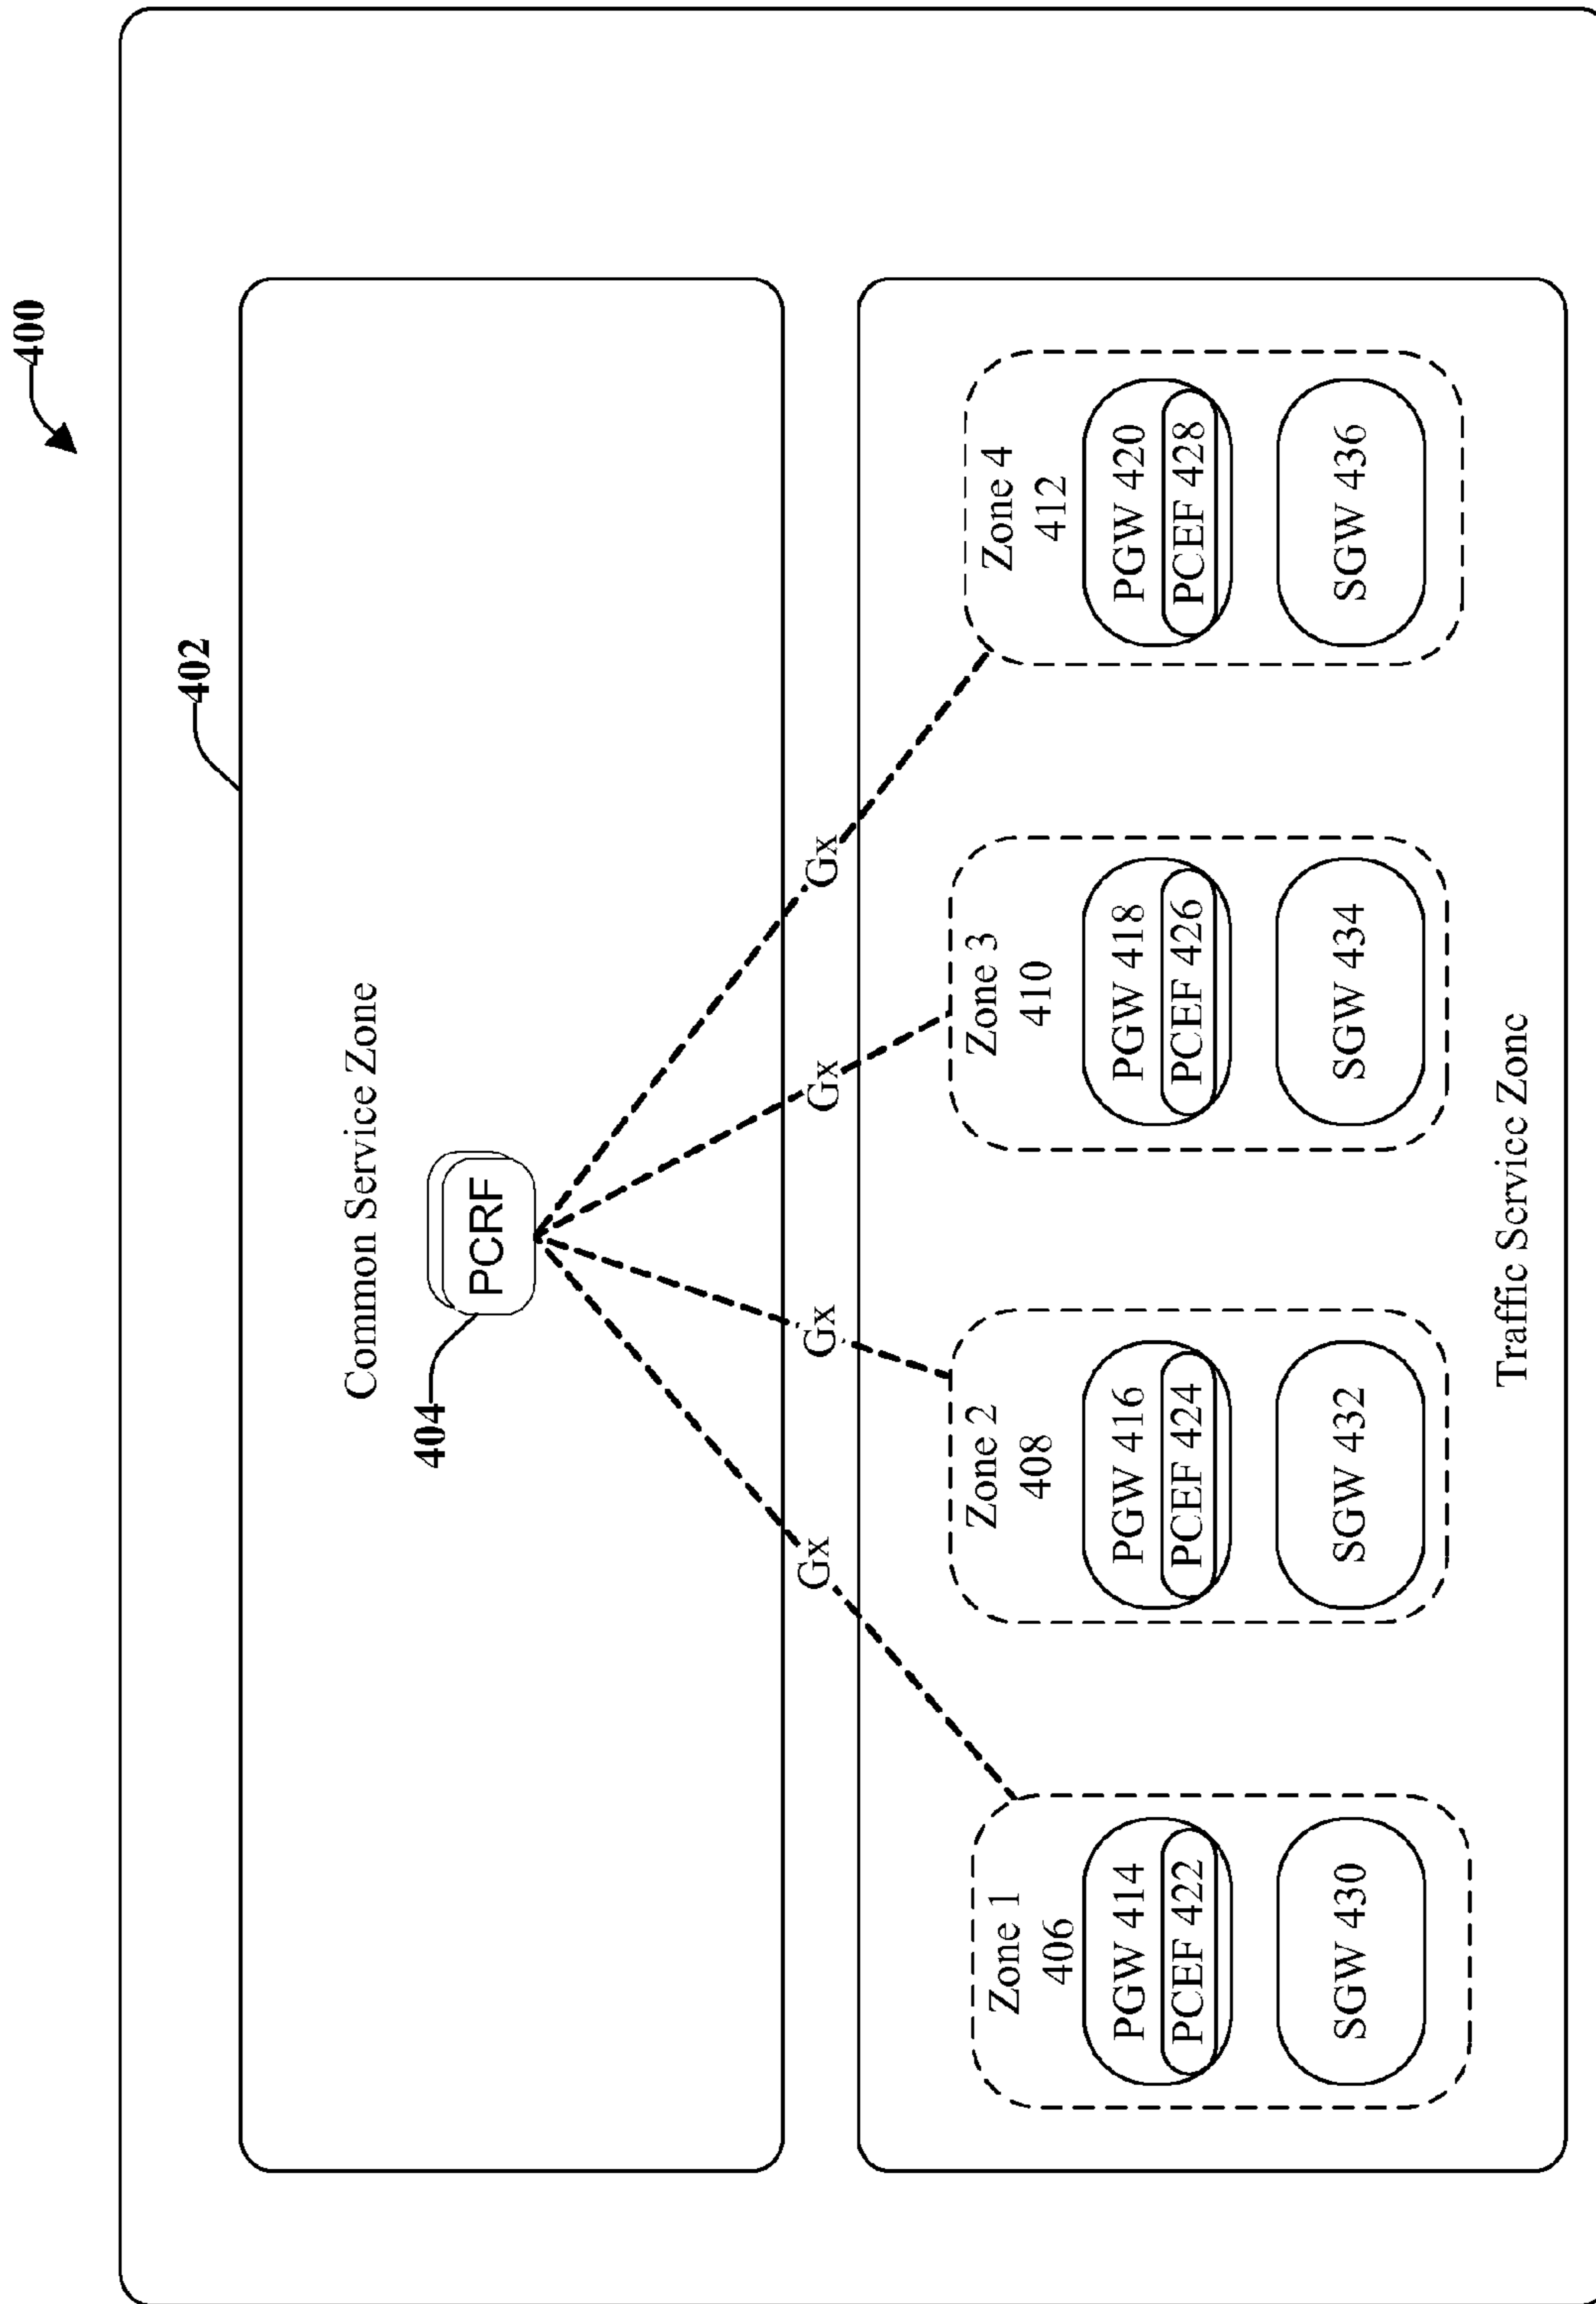 400
402
Common Service Zone
404
PCRF
Gx
Gx
Gx
Gx
Zone 1
406
PGW 414
PCEF 422
SGW 430
Zone 2
408
PGW 416
PCEF 424
SGW 432
Zone 3
410
PGW 418
PCEF 426
SGW 434
Zone 4
412
PGW 420
PCEF 428
SGW 436
Traffic Service Zone